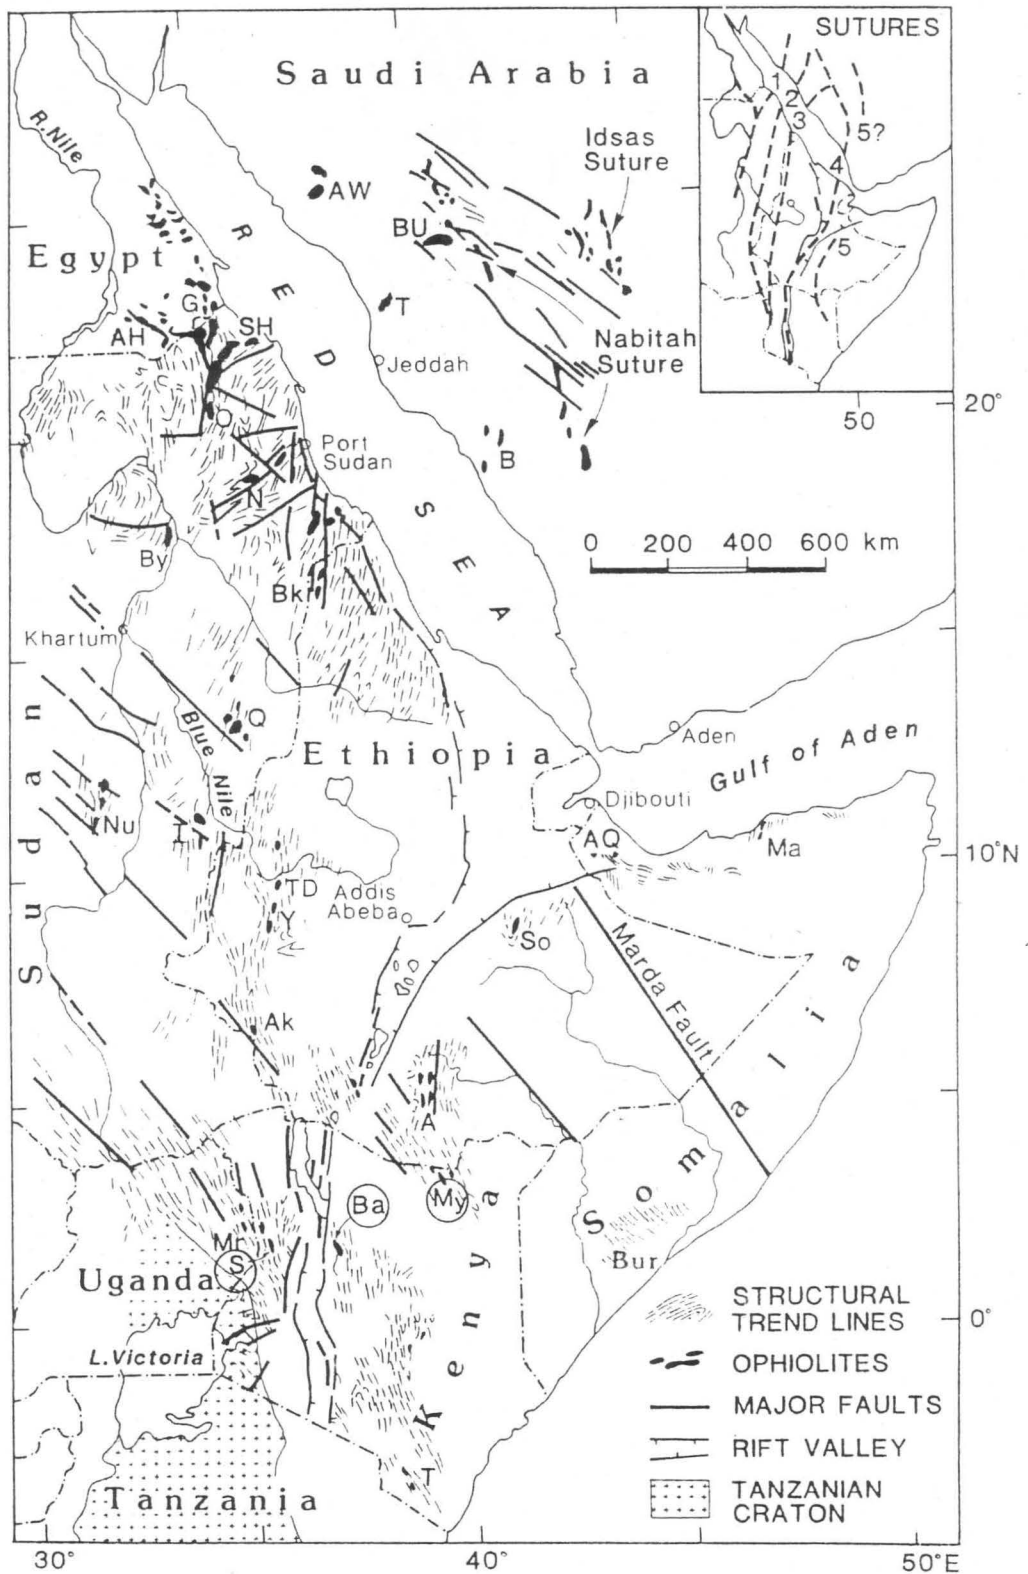 SUTURES
1
2
3
5?
4
5
50
Saudi Arabia
R.Nile
Idsas
Suture
AW
BU
RED SEA
Egypt
G
T
AH
SH
Jeddah
Nabitah
Suture
20°
O
Port
Sudan
B
N
0 200 400 600 km
By
Bki
Khartum
Q
Blue Nile
Ethiopia
Aden
Gulf of Aden
Djibouti
Sudan
Nu
I
AQ
Ma
10°N
TD
Addis
Abeba
Y
So
Marda Fault
Ak
A
Somalia
Ba
My
Mr
S
Bur
Uganda
Kenya
STRUCTURAL
TREND LINES
0°
L.Victoria
OPHIOLITES
MAJOR FAULTS
RIFT VALLEY
T
TANZANIAN
CRATON
Tanzania
30°
40°
50°E